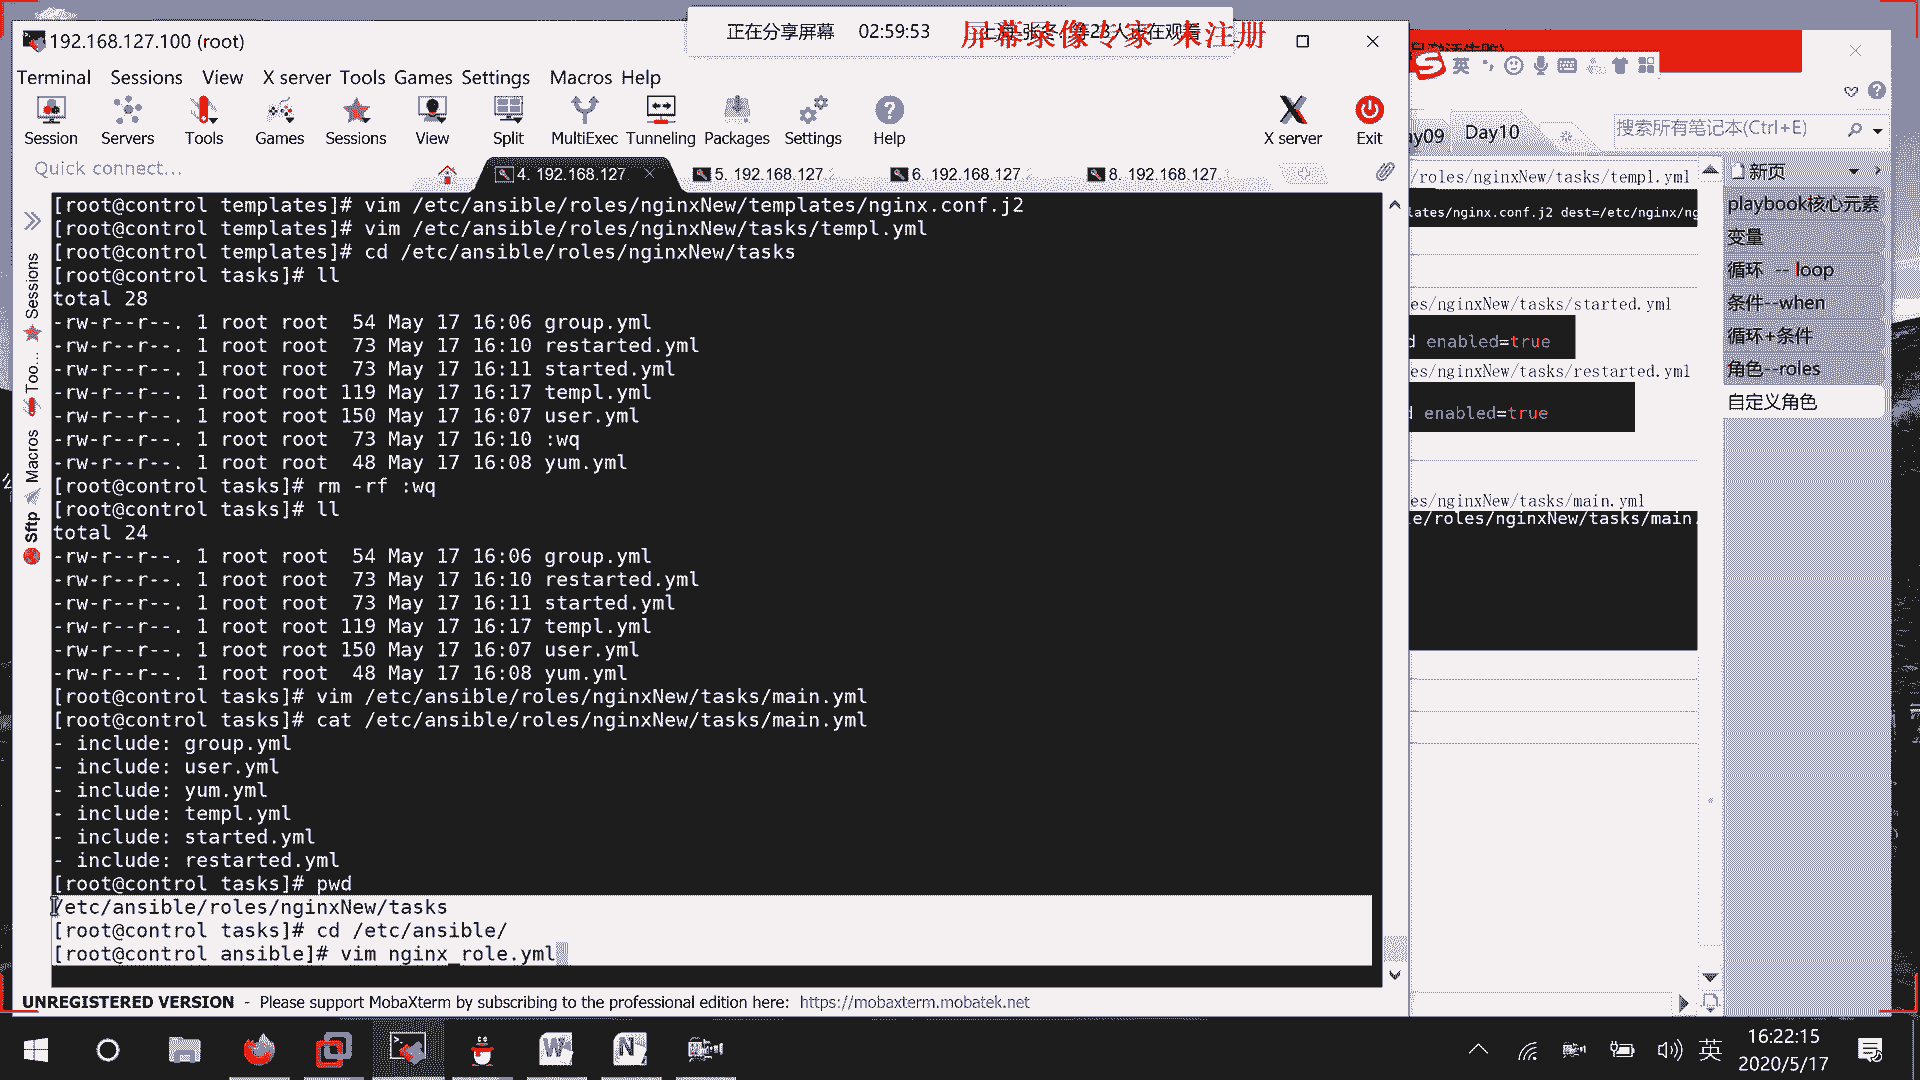 正在分享屏幕 02:59:53
屏幕录像专家 未注册
192.168.127.100 (root)
Terminal Sessions View X server Tools Games Settings Macros Help
Session Servers Tools Games Sessions View Split MultiExec Tunneling Packages Settings Help X server Exit
Quick connect...
4. 192.168.127.
5. 192.168.127.
6. 192.168.127.
8. 192.168.127.
Sessions
Too...
Macros
Sftp
[root@control templates]# vim /etc/ansible/roles/nginxNew/templates/nginx.conf.j2
[root@control templates]# vim /etc/ansible/roles/nginxNew/tasks/templ.yml
[root@control templates]# cd /etc/ansible/roles/nginxNew/tasks
[root@control tasks]# ll
total 28
-rw-r--r--. 1 root root  54 May 17 16:06 group.yml
-rw-r--r--. 1 root root  73 May 17 16:10 restarted.yml
-rw-r--r--. 1 root root  73 May 17 16:11 started.yml
-rw-r--r--. 1 root root 119 May 17 16:17 templ.yml
-rw-r--r--. 1 root root 150 May 17 16:07 user.yml
-rw-r--r--. 1 root root  73 May 17 16:10 :wq
-rw-r--r--. 1 root root  48 May 17 16:08 yum.yml
[root@control tasks]# rm -rf :wq
[root@control tasks]# ll
total 24
-rw-r--r--. 1 root root  54 May 17 16:06 group.yml
-rw-r--r--. 1 root root  73 May 17 16:10 restarted.yml
-rw-r--r--. 1 root root  73 May 17 16:11 started.yml
-rw-r--r--. 1 root root 119 May 17 16:17 templ.yml
-rw-r--r--. 1 root root 150 May 17 16:07 user.yml
-rw-r--r--. 1 root root  48 May 17 16:08 yum.yml
[root@control tasks]# vim /etc/ansible/roles/nginxNew/tasks/main.yml
[root@control tasks]# cat /etc/ansible/roles/nginxNew/tasks/main.yml
- include: group.yml
- include: user.yml
- include: yum.yml
- include: templ.yml
- include: started.yml
- include: restarted.yml
[root@control tasks]# pwd
/etc/ansible/roles/nginxNew/tasks
[root@control tasks]# cd /etc/ansible/
[root@control ansible]# vim nginx_role.yml
UNREGISTERED VERSION - Please support MobaXterm by subscribing to the professional edition here: https://mobaxterm.mobatek.net
英
ay09 Day10
搜索所有笔记本(Ctrl+E)
/roles/nginxNew/tasks/templ.yml
lates/nginx.conf.j2 dest=/etc/nginx/ng
es/nginxNew/tasks/started.yml
d enabled=true
es/nginxNew/tasks/restarted.yml
d enabled=true
es/nginxNew/tasks/main.yml
e/roles/nginxNew/tasks/main.
新页
playbook核心元素
变量
循环 -- loop
条件--when
循环+条件
角色--roles
自定义角色
英
16:22:15
2020/5/17